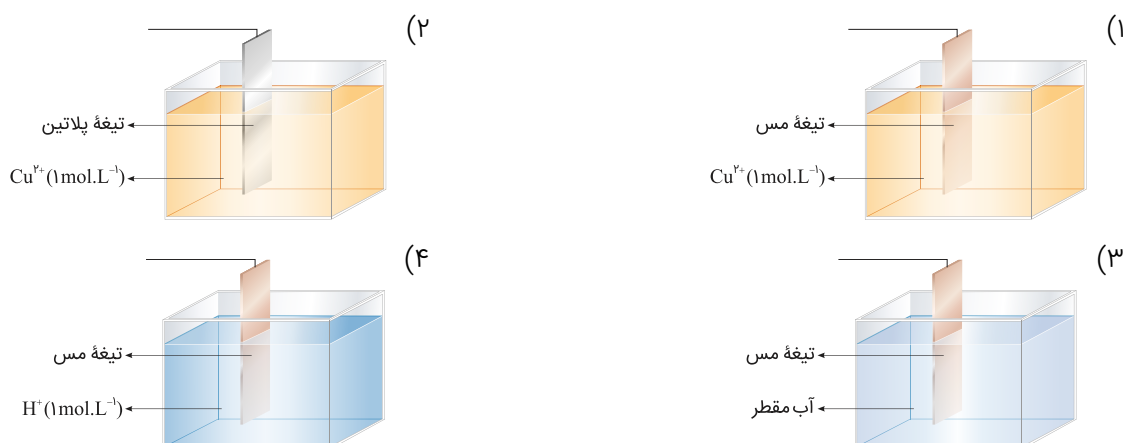 ۱)
تیغهٔ مس
Cu²⁺(۱mol.L⁻¹)
۲)
تیغهٔ پلاتین
Cu²⁺(۱mol.L⁻¹)
۳)
تیغهٔ مس
آب مقطر
۴)
تیغهٔ مس
H⁺(۱mol.L⁻¹)